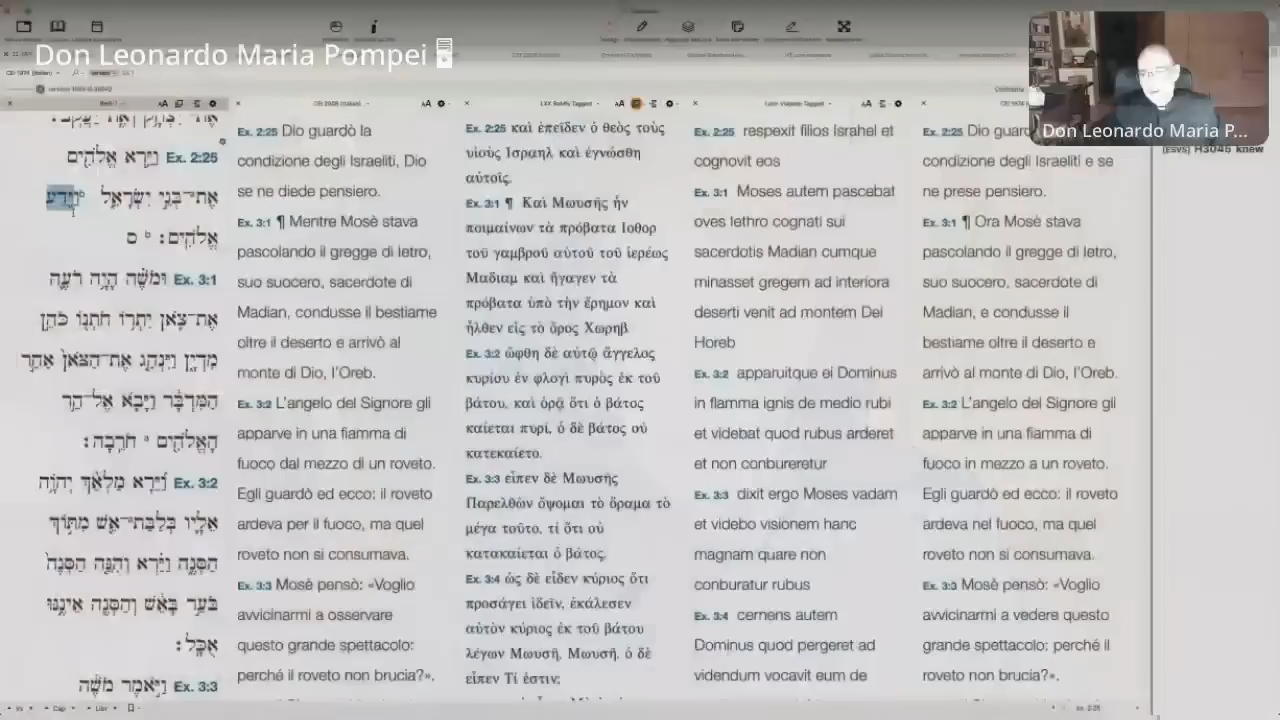 Don Leonardo Maria Pompei
Don Leonardo Maria P...
CEI 2008 (Italian)
LXX Rahlfs Tagged
Latin Vulgate Tagged
(ESVS) H3045 knew
Ex. 2:25 וַיַּרְא אֱלֹהִים
אֶת־בְּנֵי יִשְׂרָאֵל וַיֵּדַע
אֱלֹהִים׃ ס
Ex. 3:1 וּמֹשֶׁה הָיָה רֹעֶה
אֶת־צֹאן יִתְרוֹ חֹתְנוֹ כֹּהֵן
מִדְיָן וַיִּנְהַג אֶת־הַצֹּאן אַחַר
הַמִּדְבָּר וַיָּבֹא אֶל־הַר
הָאֱלֹהִים חֹרֵבָה׃
Ex. 3:2 וַיֵּרָא מַלְאַךְ יְהוָה
אֵלָיו בְּלַבַּת־אֵשׁ מִתּוֹךְ
הַסְּנֶה וַיַּרְא וְהִנֵּה הַסְּנֶה
בֹּעֵר בָּאֵשׁ וְהַסְּנֶה אֵינֶנּוּ
אֻכָּל׃
Ex. 3:3 וַיֹּאמֶר מֹשֶׁה
Ex. 2:25 Dio guardò la
condizione degli Israeliti, Dio
se ne diede pensiero.
Ex. 3:1 ¶ Mentre Mosè stava
pascolando il gregge di Ietro,
suo suocero, sacerdote di
Madian, condusse il bestiame
oltre il deserto e arrivò al
monte di Dio, l'Oreb.
Ex. 3:2 L'angelo del Signore gli
apparve in una fiamma di
fuoco dal mezzo di un roveto.
Egli guardò ed ecco: il roveto
ardeva per il fuoco, ma quel
roveto non si consumava.
Ex. 3:3 Mosè pensò: «Voglio
avvicinarmi a osservare
questo grande spettacolo:
perché il roveto non brucia?».
Ex. 2:25 καὶ ἐπεῖδεν ὁ θεὸς τοὺς
υἱοὺς Ισραηλ καὶ ἐγνώσθη
αὐτοῖς.
Ex. 3:1 ¶ Καὶ Μωυσῆς ἦν
ποιμαίνων τὰ πρόβατα Ιοθορ
τοῦ γαμβροῦ αὐτοῦ τοῦ ἱερέως
Μαδιαμ καὶ ἤγαγεν τὰ
πρόβατα ὑπὸ τὴν ἔρημον καὶ
ἦλθεν εἰς τὸ ὄρος Χωρηβ
Ex. 3:2 ὤφθη δὲ αὐτῷ ἄγγελος
κυρίου ἐν φλογὶ πυρὸς ἐκ τοῦ
βάτου, καὶ ὁρᾷ ὅτι ὁ βάτος
καίεται πυρί, ὁ δὲ βάτος οὐ
κατεκαίετο.
Ex. 3:3 εἶπεν δὲ Μωυσῆς
Παρελθὼν ὄψομαι τὸ ὅραμα τὸ
μέγα τοῦτο, τί ὅτι οὐ
κατακαίεται ὁ βάτος.
Ex. 3:4 ὡς δὲ εἶδεν κύριος ὅτι
προσάγει ἰδεῖν, ἐκάλεσεν
αὐτὸν κύριος ἐκ τοῦ βάτου
λέγων Μωυσῆ, Μωυσῆ. ὁ δὲ
εἶπεν Τί ἐστιν;
Ex. 2:25 respexit filios Israhel et
cognovit eos
Ex. 3:1 Moses autem pascebat
oves Iethro cognati sui
sacerdotis Madian cumque
minasset gregem ad interiora
deserti venit ad montem Dei
Horeb
Ex. 3:2 apparuitque ei Dominus
in flamma ignis de medio rubi
et videbat quod rubus arderet
et non conbureretur
Ex. 3:3 dixit ergo Moses vadam
et videbo visionem hanc
magnam quare non
conburatur rubus
Ex. 3:4 cernens autem
Dominus quod pergeret ad
videndum vocavit eum de
Ex. 2:25 Dio guard
condizione degli Israeliti e se
ne prese pensiero.
Ex. 3:1 ¶ Ora Mosè stava
pascolando il gregge di Ietro,
suo suocero, sacerdote di
Madian, e condusse il
bestiame oltre il deserto e
arrivò al monte di Dio, l'Oreb.
Ex. 3:2 L'angelo del Signore gli
apparve in una fiamma di
fuoco in mezzo a un roveto.
Egli guardò ed ecco: il roveto
ardeva nel fuoco, ma quel
roveto non si consumava.
Ex. 3:3 Mosè pensò: «Voglio
avvicinarmi a vedere questo
grande spettacolo: perché il
roveto non brucia?».
Ex. 2:25